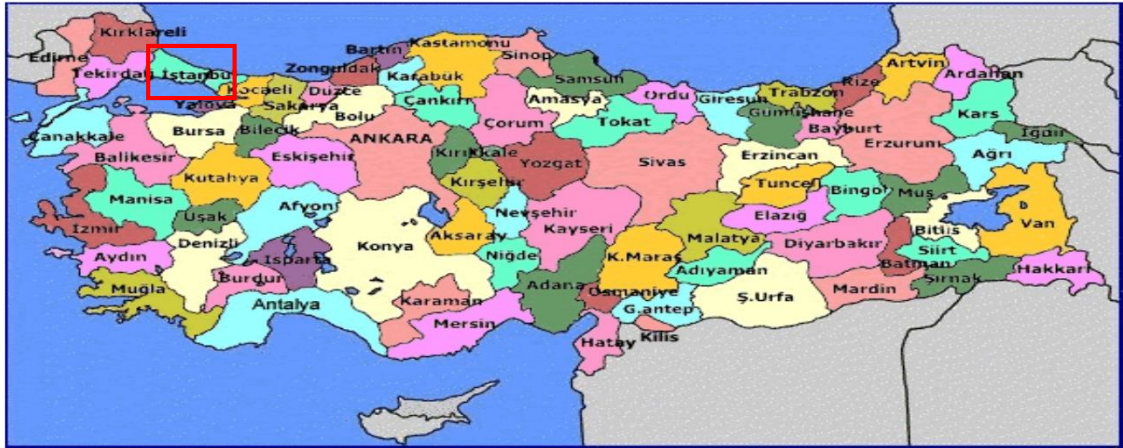 Kırklareli
Edirne
Tekirdağ
İstanbul
Kocaeli
Yalova
Sakarya
Düzce
Zonguldak
Bartın
Kastamonu
Sinop
Karabük
Samsun
Çankırı
Bolu
Amasya
Ordu
Giresun
Trabzon
Rize
Artvin
Ardahan
Kars
Gümüşhane
Bayburt
Tokat
Çorum
ANKARA
Bilecik
Bursa
Çanakkale
Balikesir
Eskişehir
Kırıkkale
Yozgat
Sivas
Erzincan
Erzurum
Ağrı
Iğdır
Kutahya
Manisa
Uşak
Afyon
Kırşehir
Nevşehir
Kayseri
Malatya
Tunceli
Elazığ
Bingöl
Muş
Bitlis
Van
İzmir
Aydın
Denizli
Isparta
Konya
Aksaray
Niğde
K.Maraş
Adıyaman
Diyarbakır
Batman
Siirt
Şırnak
Hakkari
Muğla
Burdur
Antalya
Karaman
Mersin
Adana
Osmaniye
G.antep
Ş.Urfa
Mardin
Hatay
Kilis